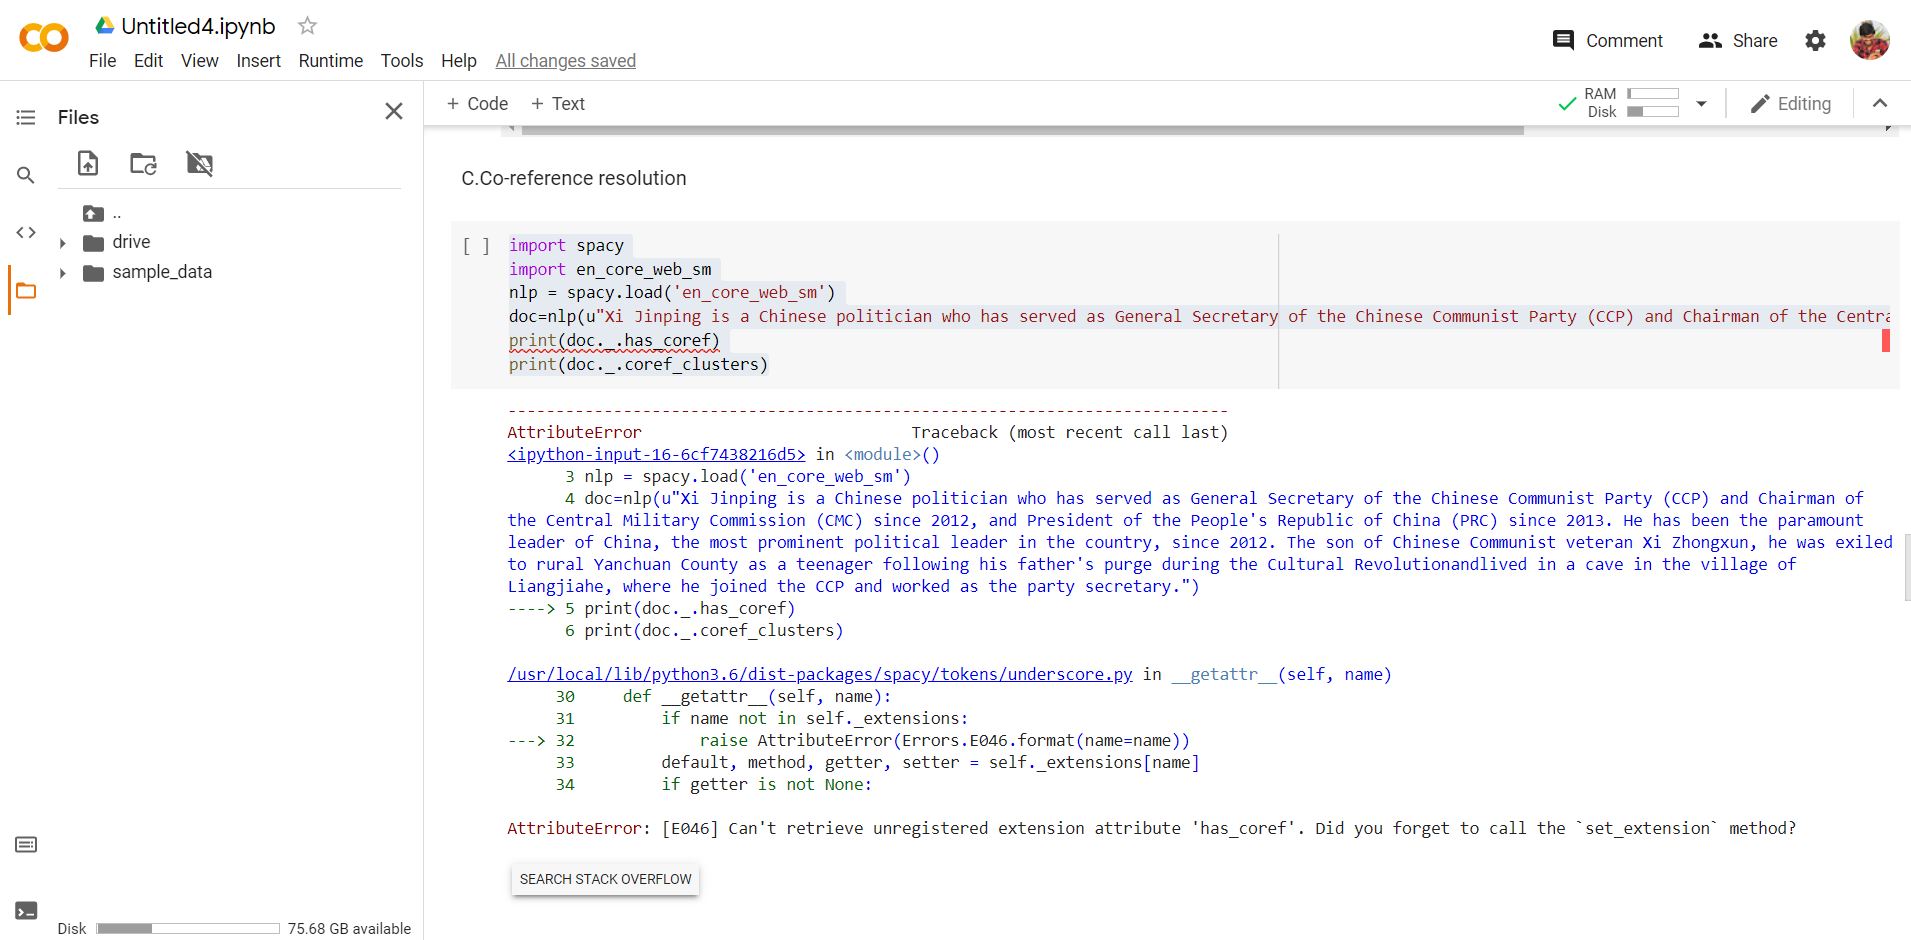 Untitled4.ipynb
File Edit View Insert Runtime Tools Help All changes saved
Comment
Share
Files
+ Code + Text
RAM
Disk
Editing
..
drive
sample_data
C.Co-reference resolution
[ ]
import spacy
import en_core_web_sm
nlp = spacy.load('en_core_web_sm')
doc=nlp(u"Xi Jinping is a Chinese politician who has served as General Secretary of the Chinese Communist Party (CCP) and Chairman of the Centra
print(doc._.has_coref)
print(doc._.coref_clusters)
---------------------------------------------------------------------------
AttributeError Traceback (most recent call last)
<ipython-input-16-6cf7438216d5> in <module>()
3 nlp = spacy.load('en_core_web_sm')
4 doc=nlp(u"Xi Jinping is a Chinese politician who has served as General Secretary of the Chinese Communist Party (CCP) and Chairman of
the Central Military Commission (CMC) since 2012, and President of the People's Republic of China (PRC) since 2013. He has been the paramount
leader of China, the most prominent political leader in the country, since 2012. The son of Chinese Communist veteran Xi Zhongxun, he was exiled
to rural Yanchuan County as a teenager following his father's purge during the Cultural Revolutionandlived in a cave in the village of
Liangjiahe, where he joined the CCP and worked as the party secretary.")
----> 5 print(doc._.has_coref)
6 print(doc._.coref_clusters)
/usr/local/lib/python3.6/dist-packages/spacy/tokens/underscore.py in __getattr__(self, name)
30 def __getattr__(self, name):
31 if name not in self._extensions:
---> 32 raise AttributeError(Errors.E046.format(name=name))
33 default, method, getter, setter = self._extensions[name]
34 if getter is not None:
AttributeError: [E046] Can't retrieve unregistered extension attribute 'has_coref'. Did you forget to call the `set_extension` method?
SEARCH STACK OVERFLOW
Disk 75.68 GB available